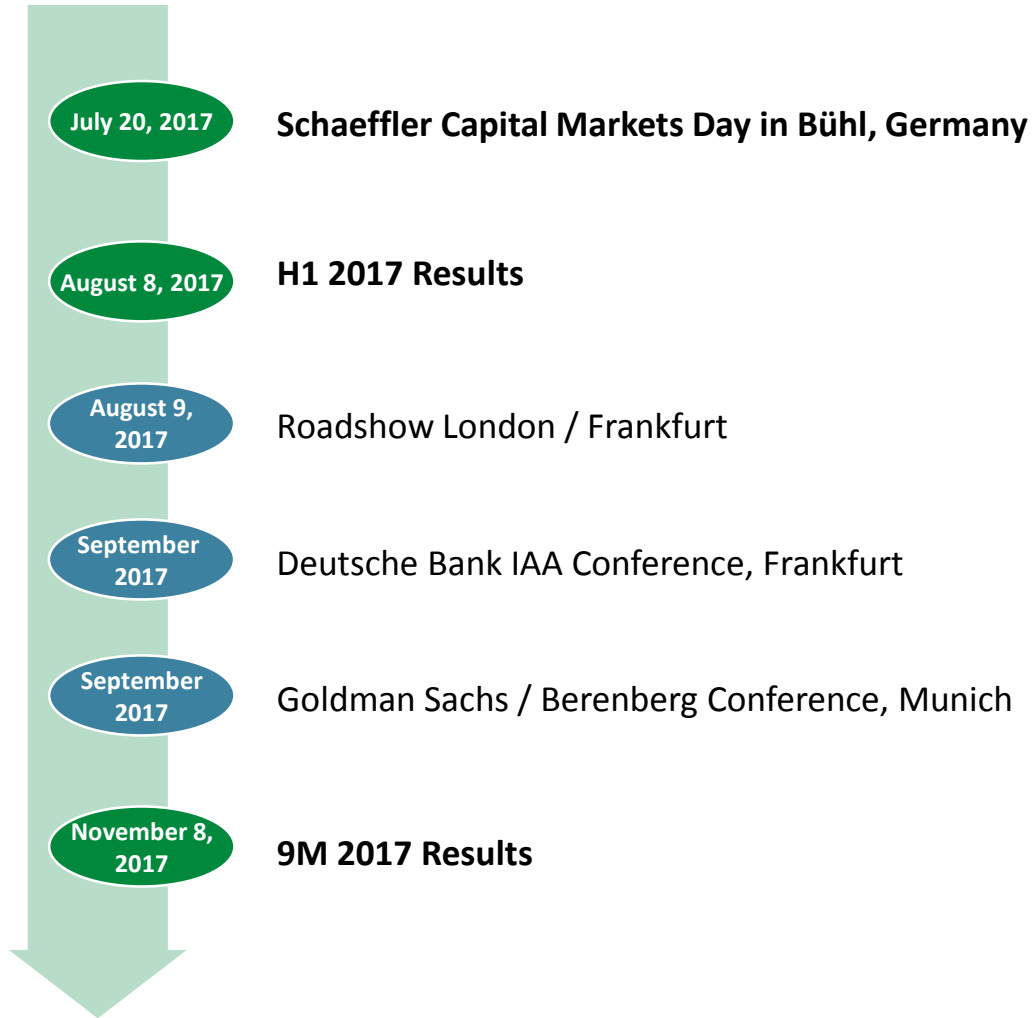 July 20, 2017
Schaeffler Capital Markets Day in Bühl, Germany
August 8, 2017
H1 2017 Results
August 9,
2017
Roadshow London / Frankfurt
September
2017
Deutsche Bank IAA Conference, Frankfurt
September
2017
Goldman Sachs / Berenberg Conference, Munich
November 8,
2017
9M 2017 Results